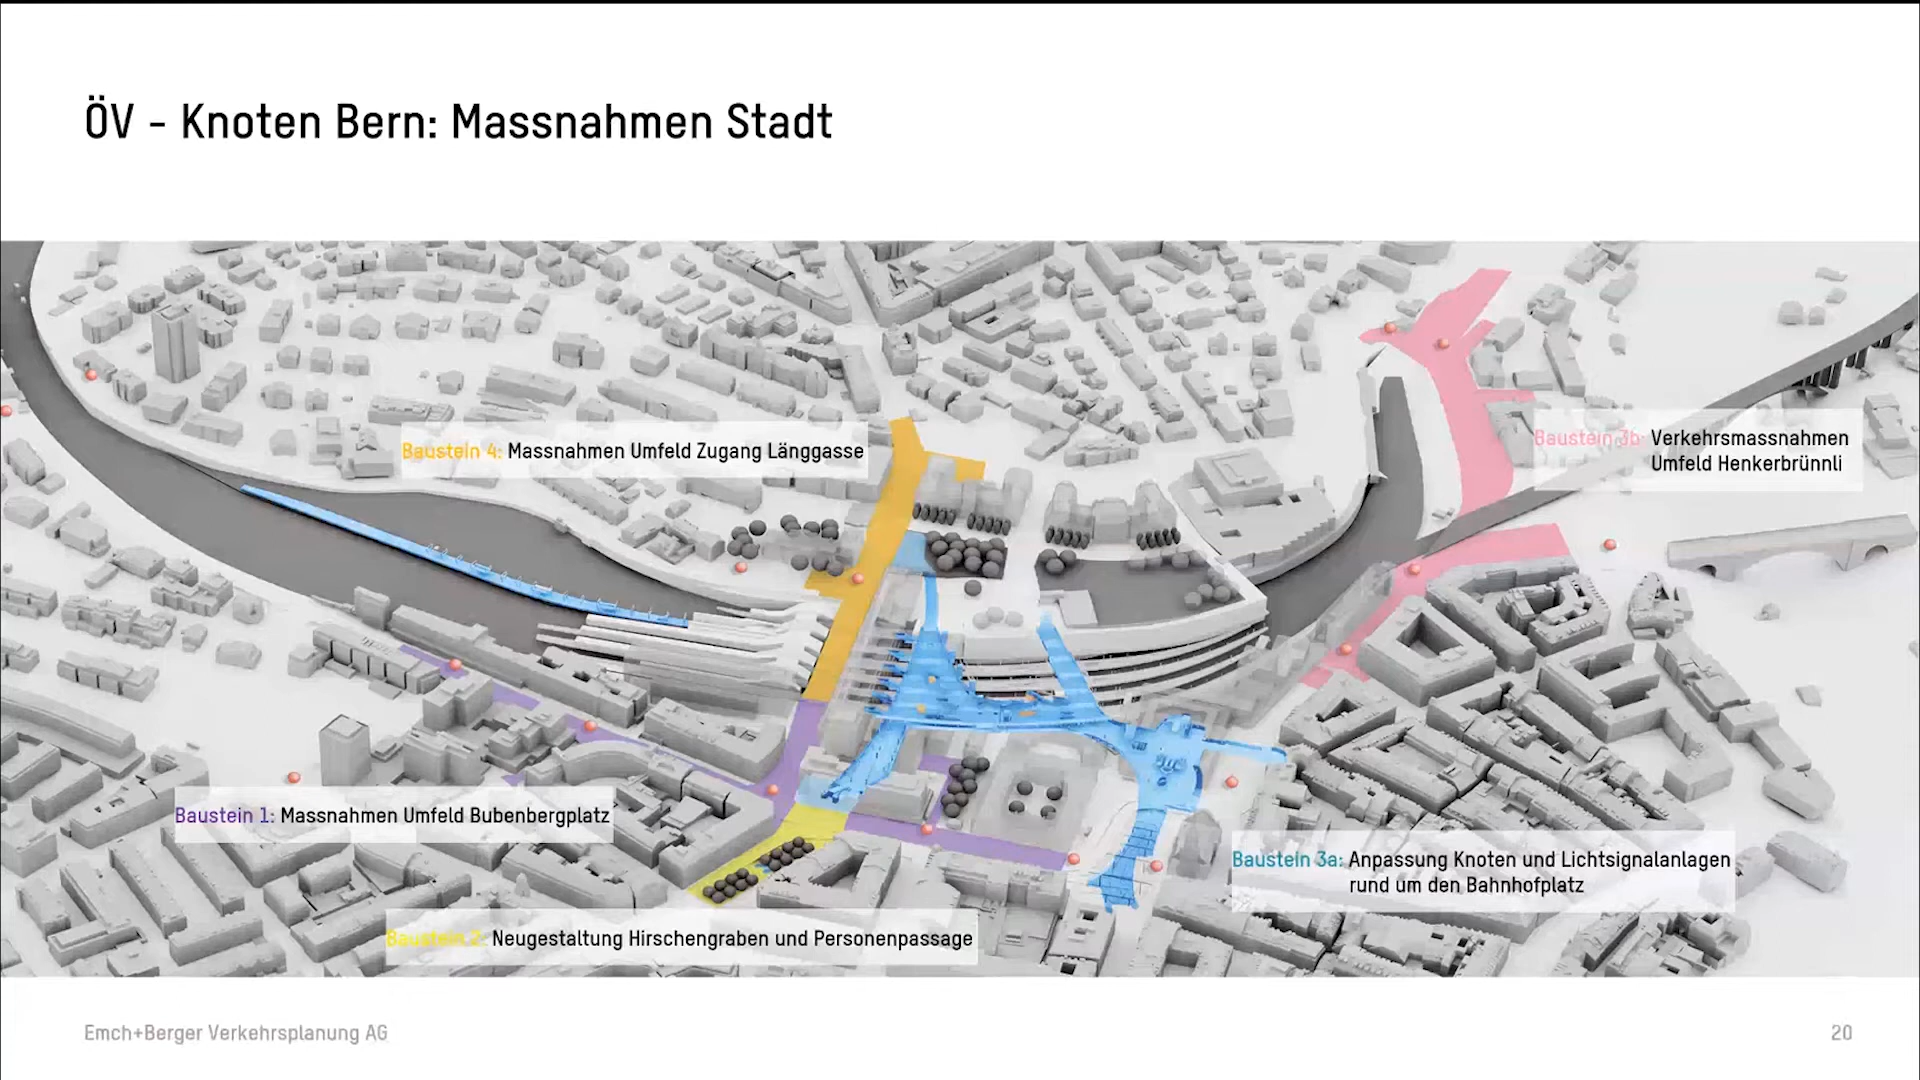 ÖV - Knoten Bern: Massnahmen Stadt
Baustein 3b: Verkehrsmassnahmen
Umfeld Henkerbrünnli
Baustein 4: Massnahmen Umfeld Zugang Länggasse
Baustein 1: Massnahmen Umfeld Bubenbergplatz
Baustein 3a: Anpassung Knoten und Lichtsignalanlagen
rund um den Bahnhofplatz
Baustein 2: Neugestaltung Hirschengraben und Personenpassage
Emch+Berger Verkehrsplanung AG
20